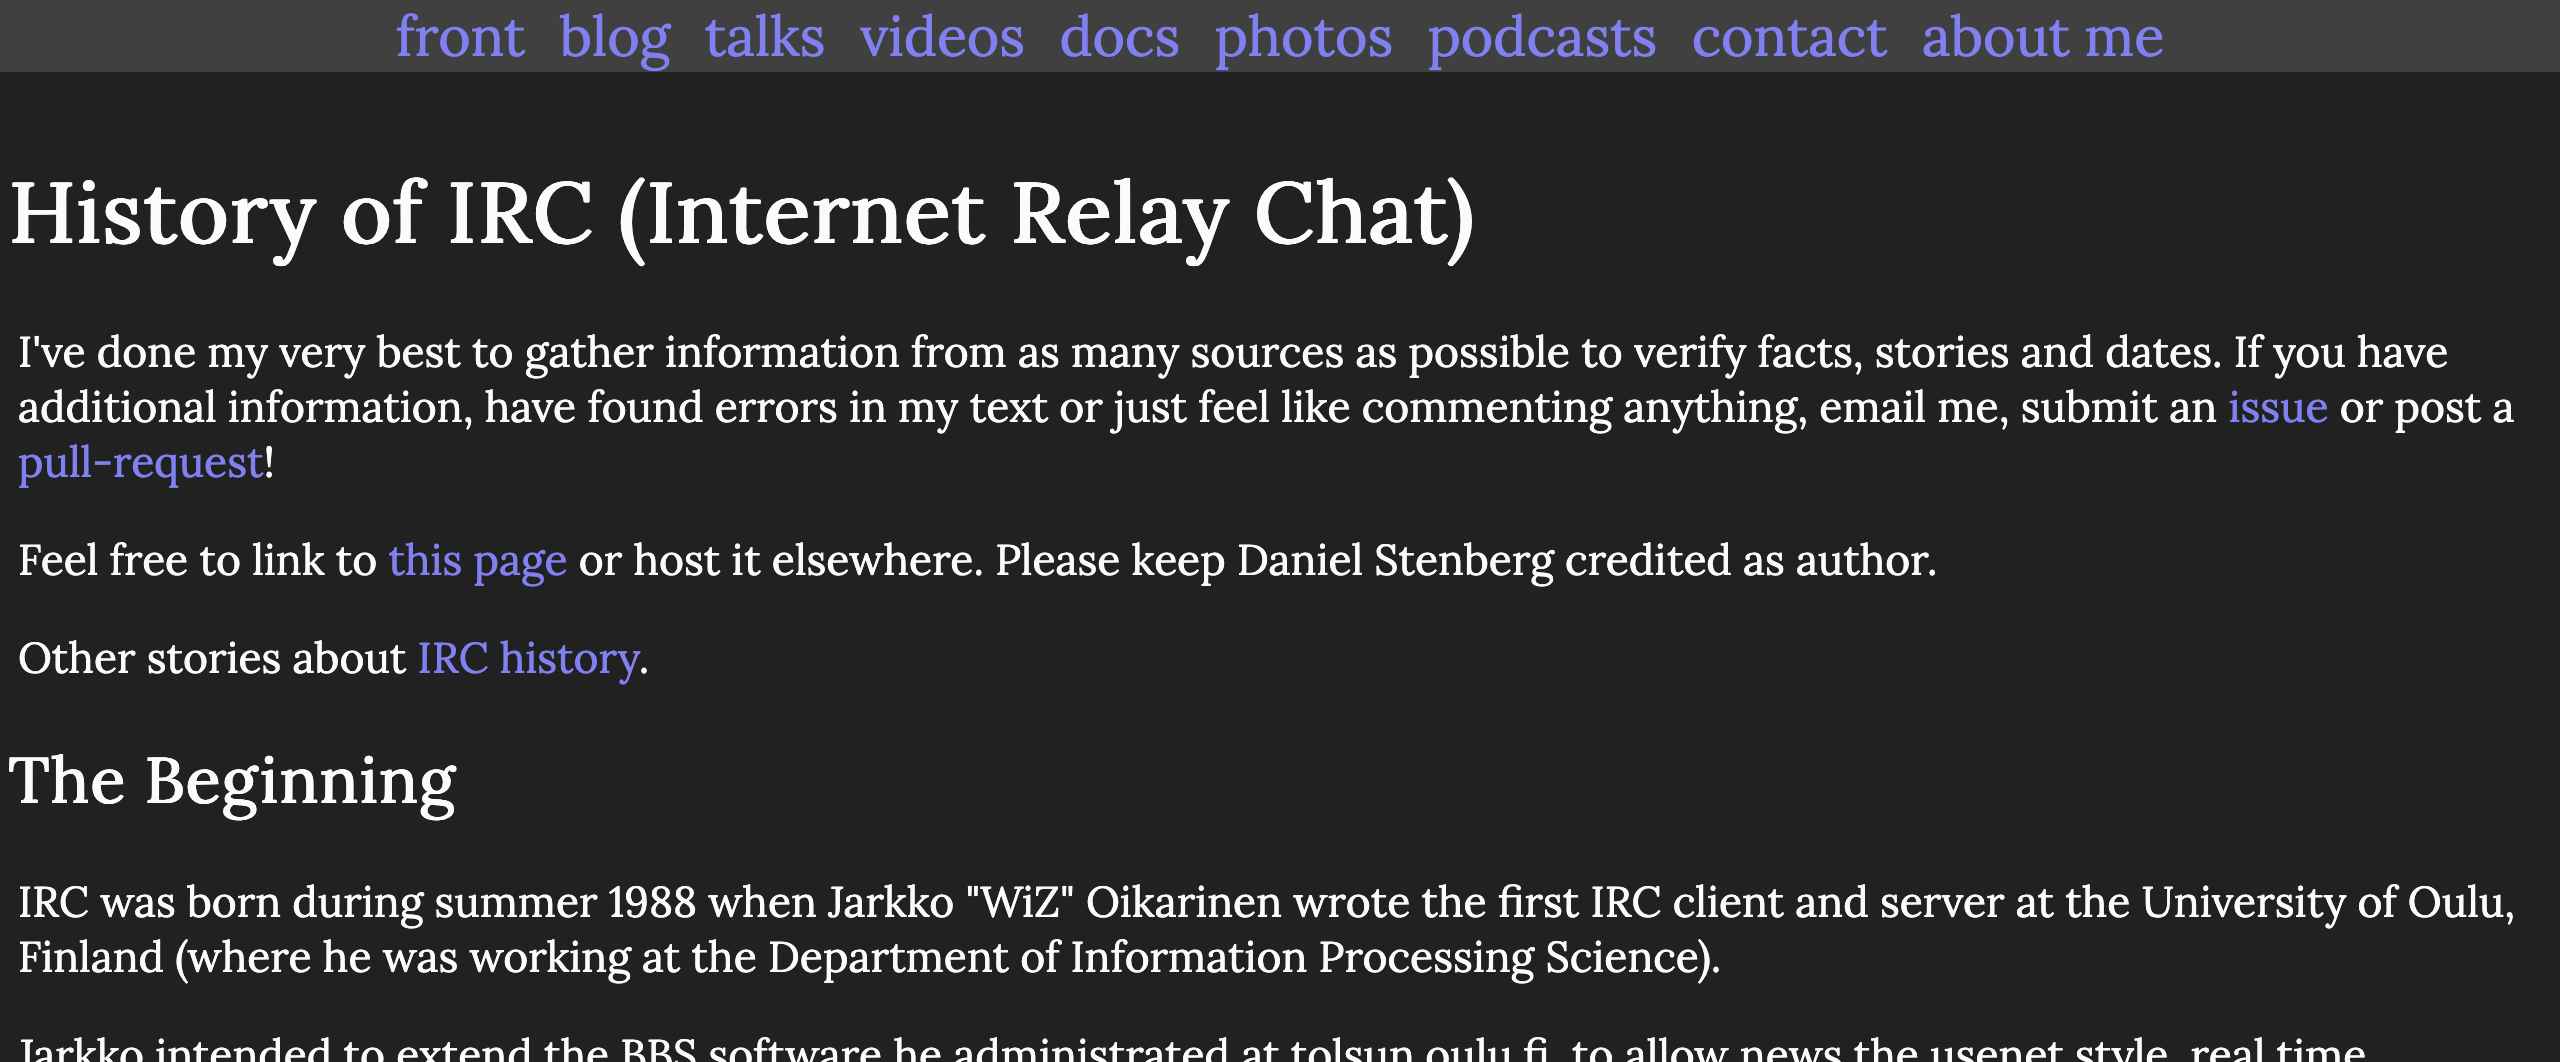 front blog talks videos docs photos podcasts contact about me
History of IRC (Internet Relay Chat)
I've done my very best to gather information from as many sources as possible to verify facts, stories and dates. If you have
additional information, have found errors in my text or just feel like commenting anything, email me, submit an issue or post a
pull-request!
Feel free to link to this page or host it elsewhere. Please keep Daniel Stenberg credited as author.
Other stories about IRC history.
The Beginning
IRC was born during summer 1988 when Jarkko "WiZ" Oikarinen wrote the first IRC client and server at the University of Oulu,
Finland (where he was working at the Department of Information Processing Science).
Jarkko intended to extend the BBS software he administrated at tolsun.oulu.fi, to allow news the usenet style, real time